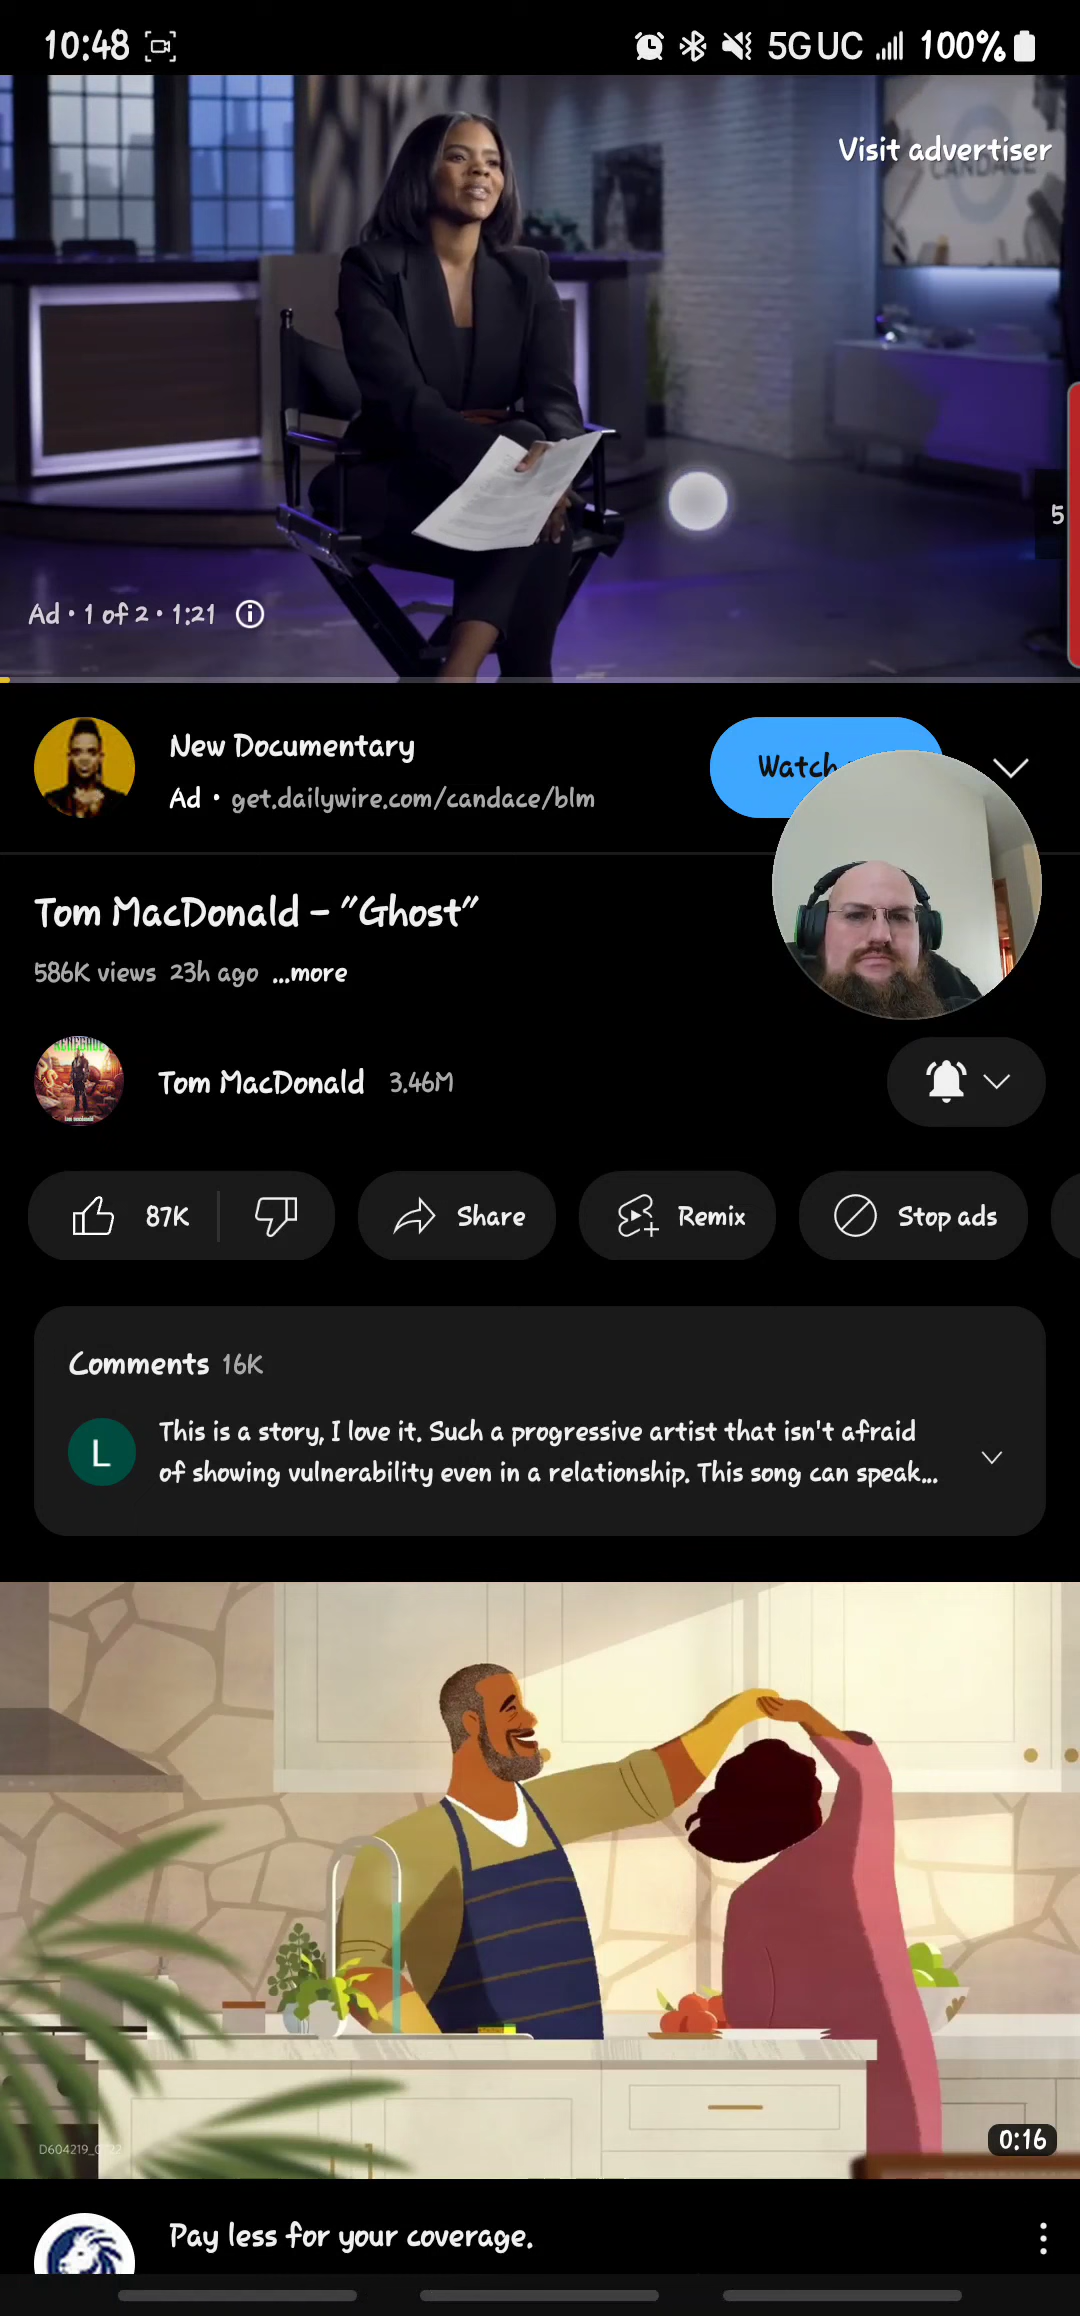 10:48
5G UC 100%
Visit advertiser
CANDACE
5
Ad • 1 of 2 • 1:21
New Documentary
Watch
Ad • get.dailywire.com/candace/blm
Tom MacDonald - "Ghost"
586K views 23h ago ...more
Tom MacDonald 3.46M
87K
Share
Remix
Stop ads
Comments 16K
L
This is a story, I love it. Such a progressive artist that isn't afraid
of showing vulnerability even in a relationship. This song can speak...
0:16
Pay less for your coverage.